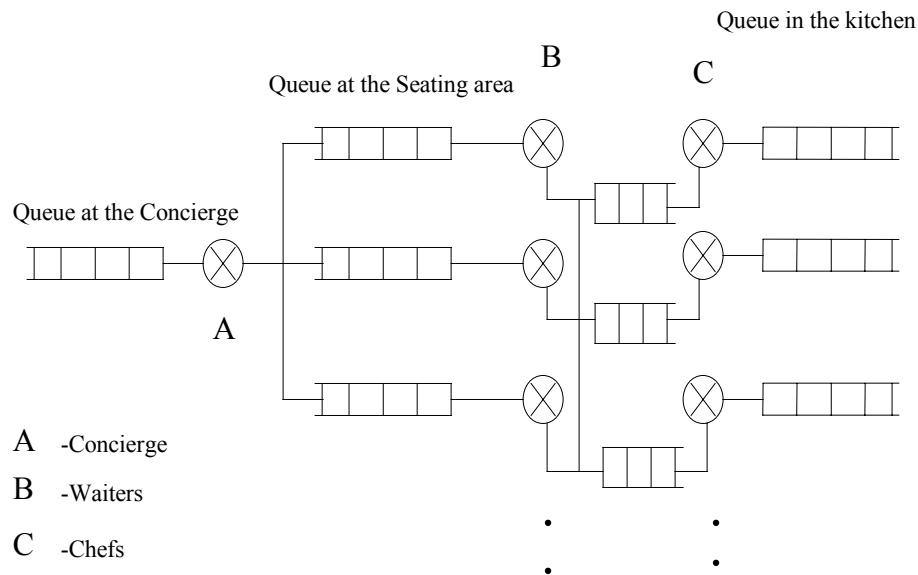 Queue in the kitchen
B
C
Queue at the Seating area
Queue at the Concierge
A
A -Concierge
B -Waiters
C -Chefs